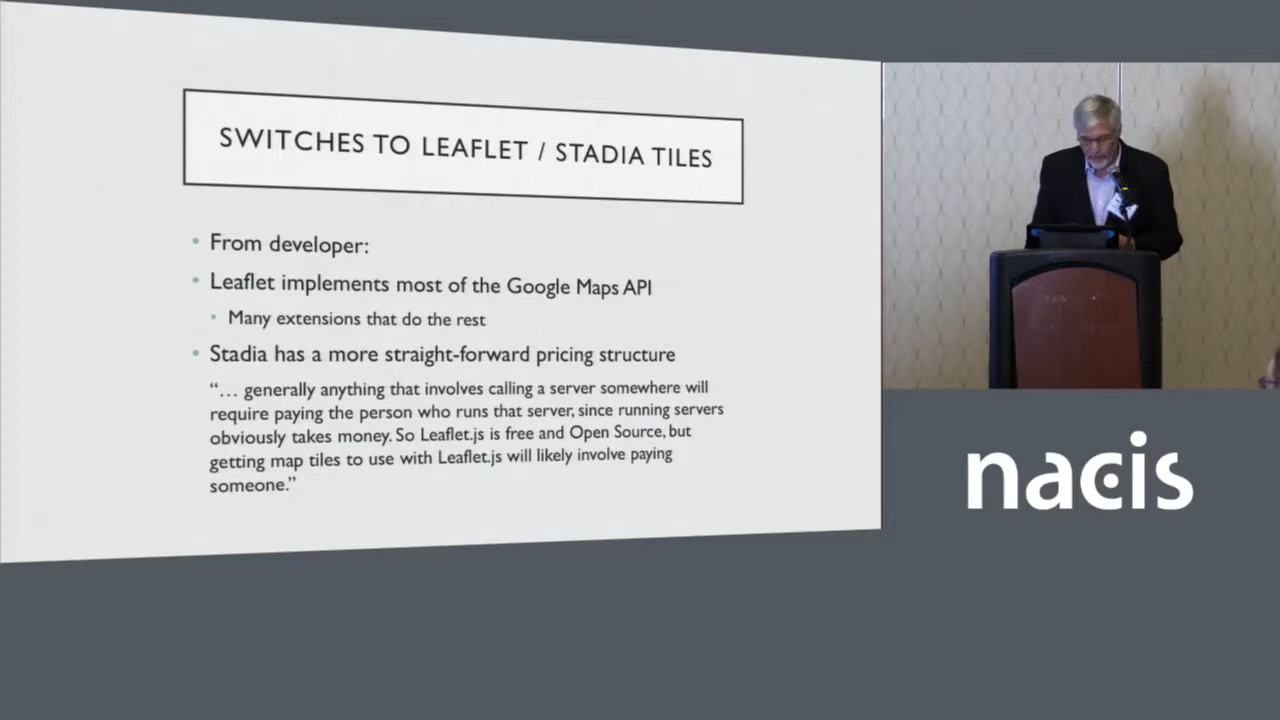 SWITCHES TO LEAFLET / STADIA TILES
• From developer:
• Leaflet implements most of the Google Maps API
• Many extensions that do the rest
• Stadia has a more straight-forward pricing structure
“… generally anything that involves calling a server somewhere will
require paying the person who runs that server, since running servers
obviously takes money. So Leaflet.js is free and Open Source, but
getting map tiles to use with Leaflet.js will likely involve paying
someone.”
nacis